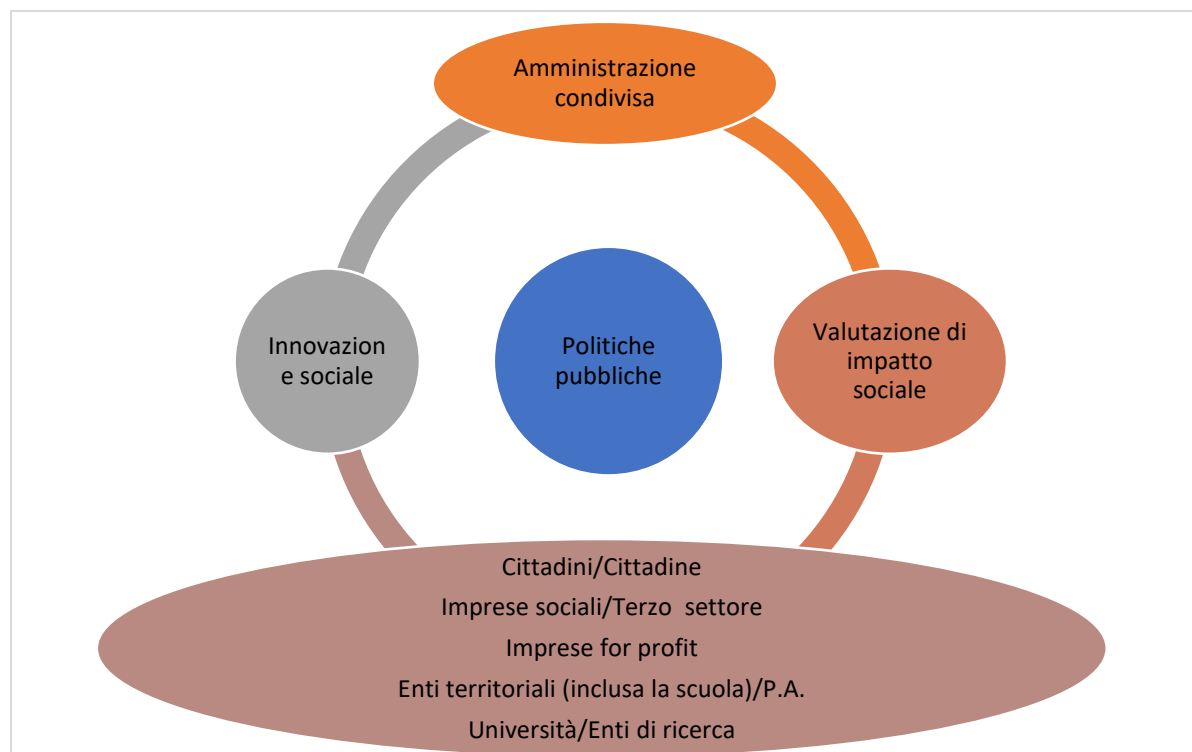 Amministrazione
condivisa
Innovazion
e sociale
Politiche
pubbliche
Valutazione di
impatto
sociale
Cittadini/Cittadine
Imprese sociali/Terzo  settore
Imprese for profit
Enti territoriali (inclusa la scuola)/P.A.
Università/Enti di ricerca